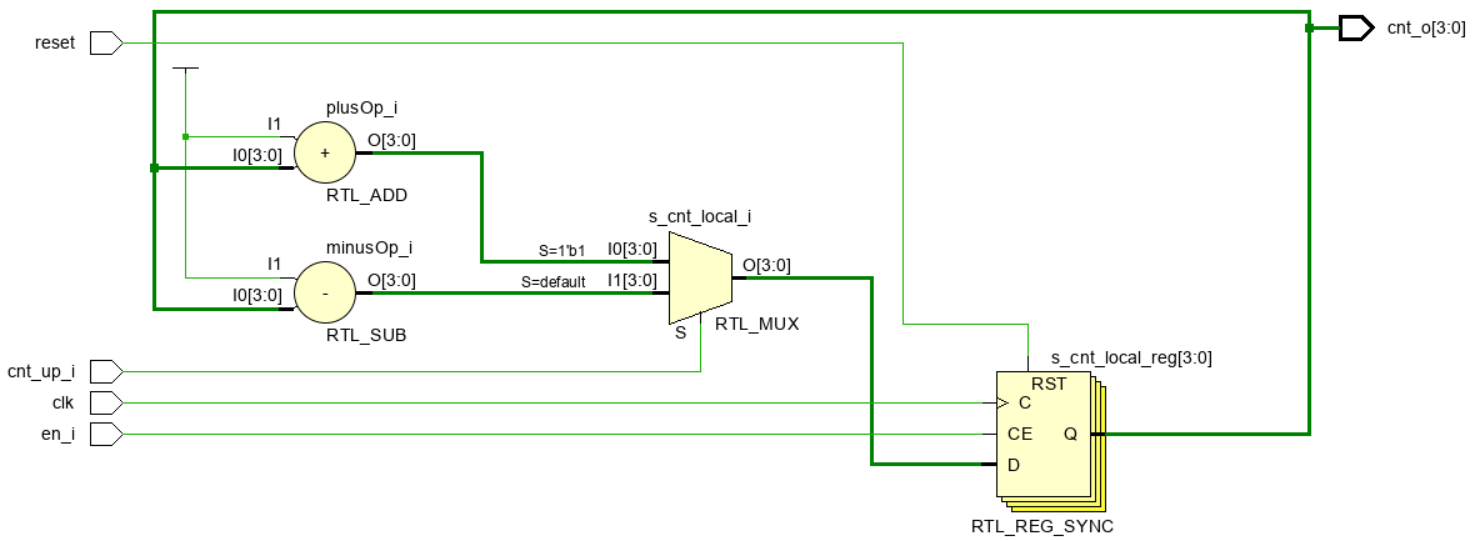 cnt_o[3:0]
reset
plusOp_i
I1
O[3:0]
I0[3:0]
+
RTL_ADD
s_cnt_local_i
minusOp_i
S=1'b1
I0[3:0]
I1
O[3:0]
O[3:0]
S=default
I1[3:0]
I0[3:0]
-
RTL_SUB
S
RTL_MUX
s_cnt_local_reg[3:0]
cnt_up_i
RST
clk
C
en_i
CE
Q
D
RTL_REG_SYNC